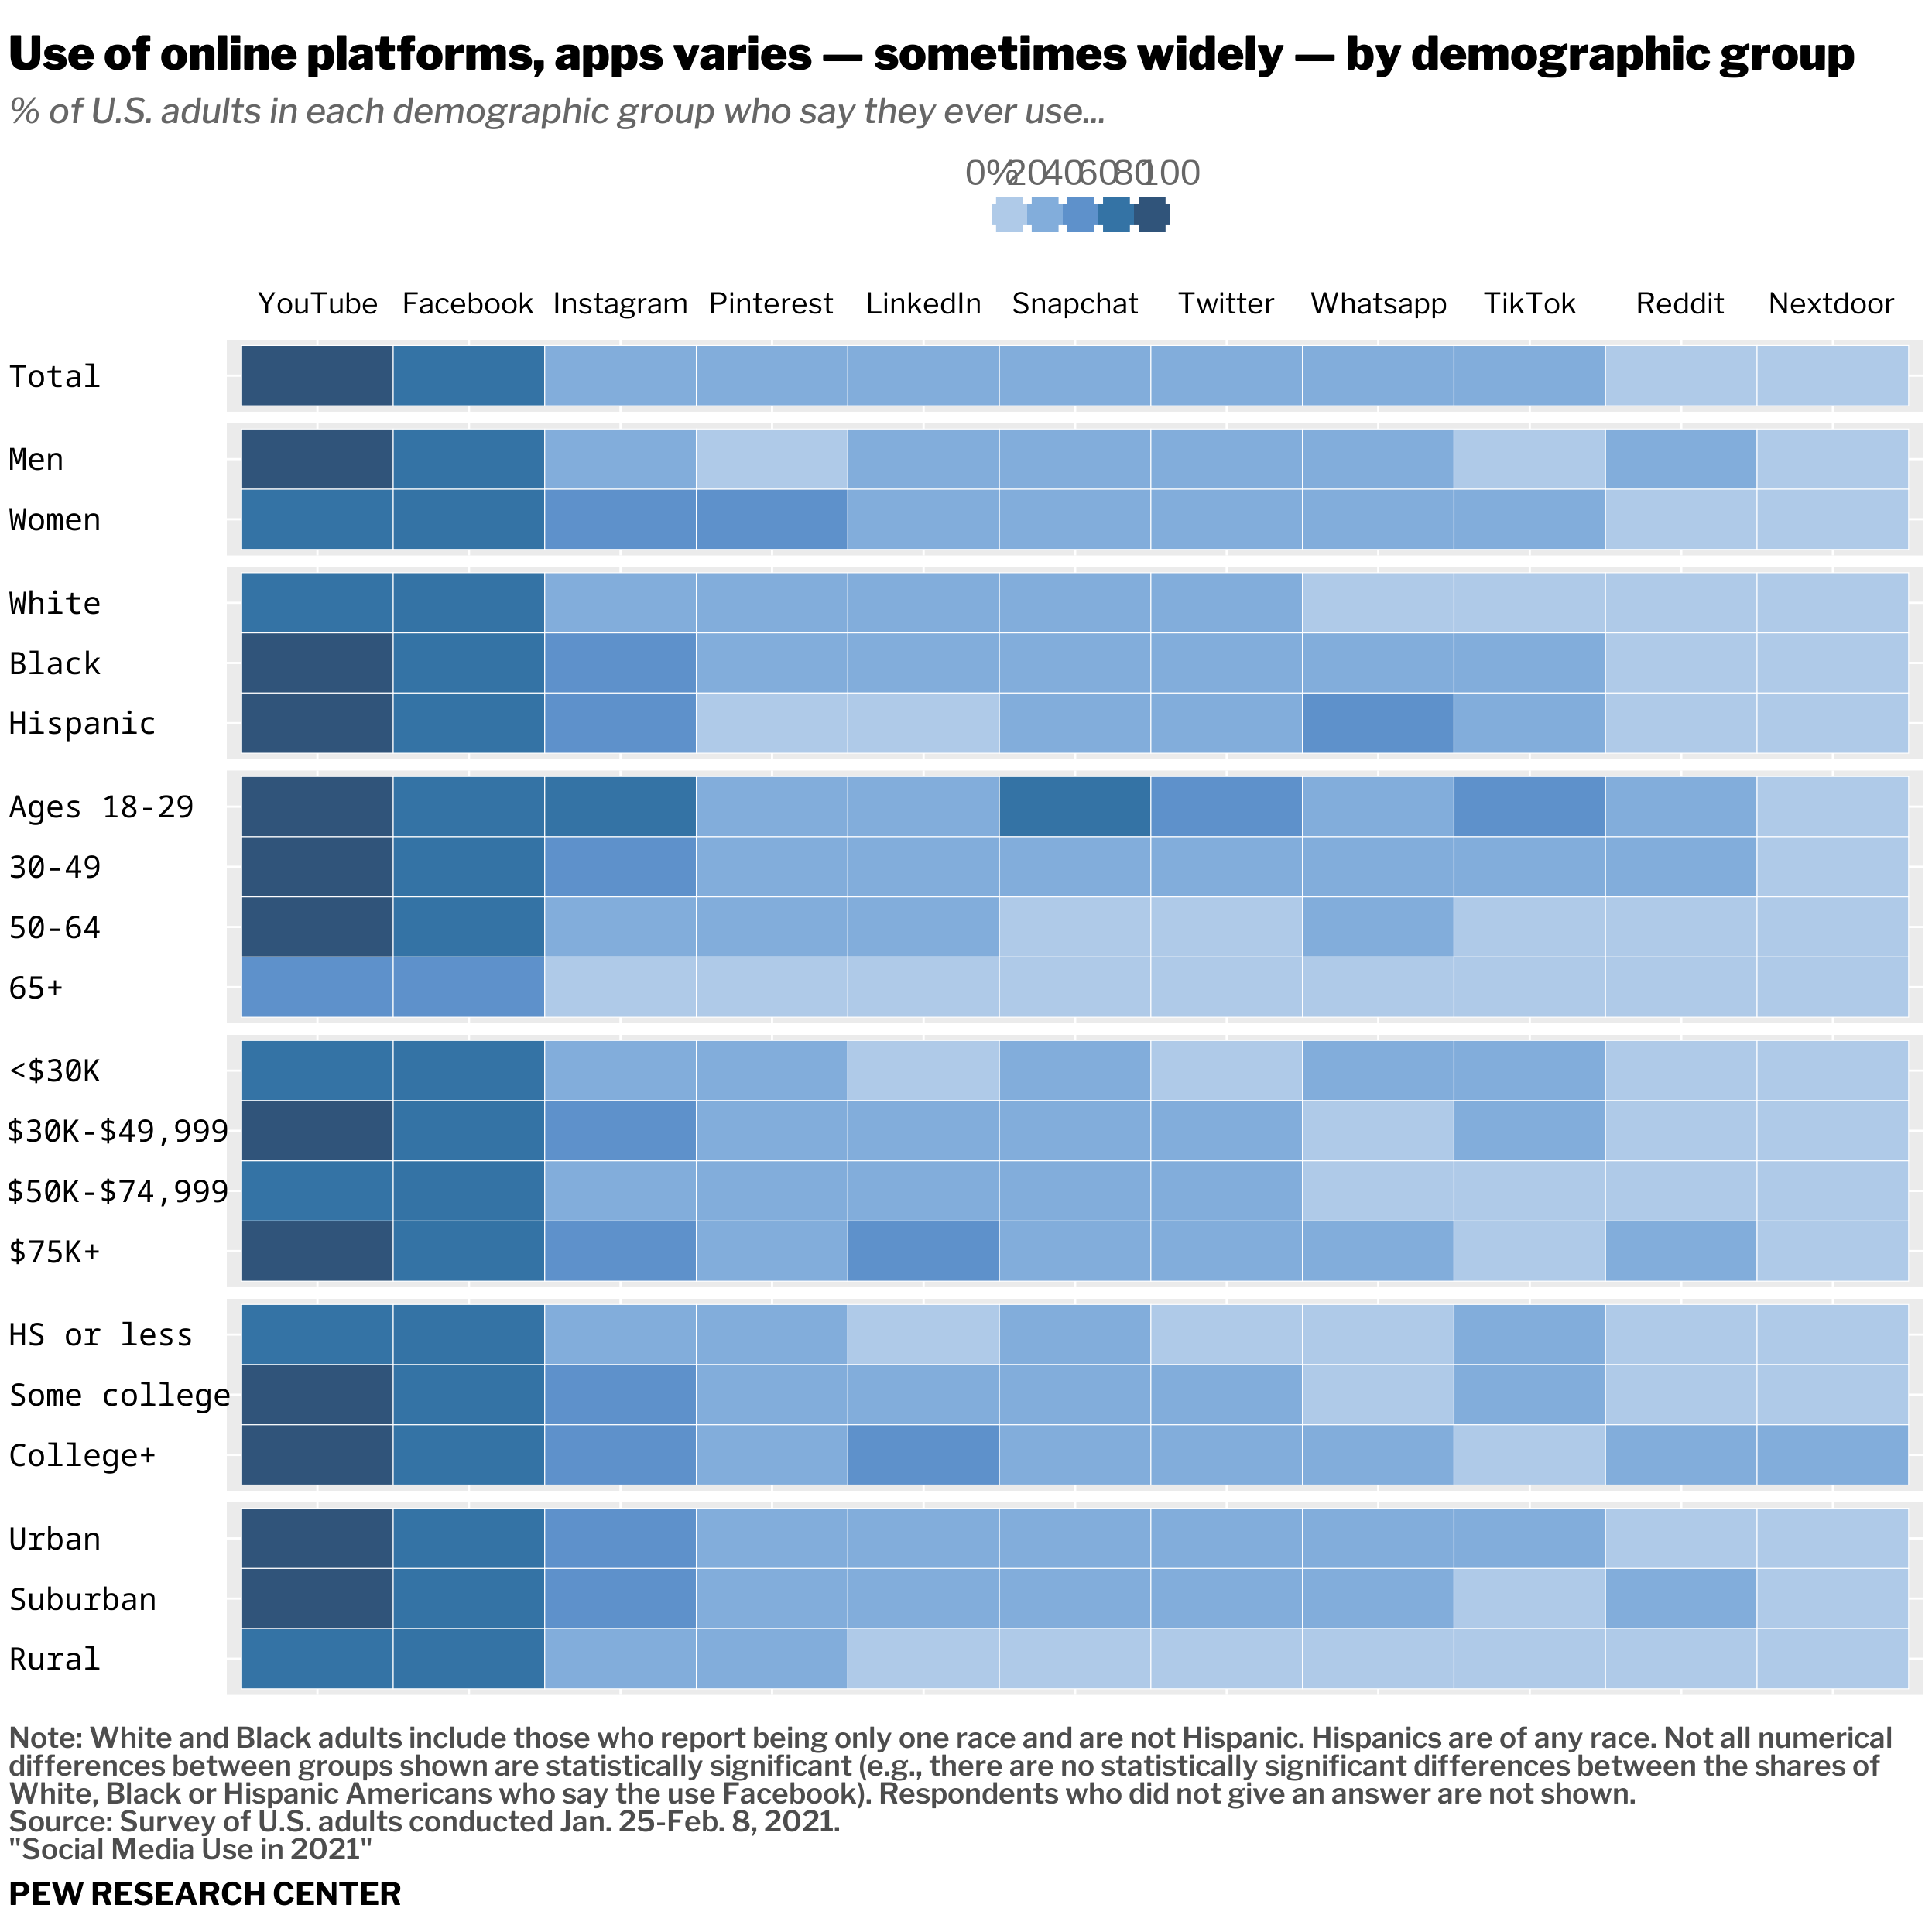 Use of online platforms, apps varies — sometimes widely — by demographic group
% of U.S. adults in each demographic group who say they ever use...
0% 20 40 60 80 100
YouTube Facebook Instagram Pinterest LinkedIn Snapchat Twitter Whatsapp TikTok Reddit Nextdoor
Total
Men
Women
White
Black
Hispanic
Ages 18-29
30-49
50-64
65+
<$30K
$30K-$49,999
$50K-$74,999
$75K+
HS or less
Some college
College+
Urban
Suburban
Rural
Note: White and Black adults include those who report being only one race and are not Hispanic. Hispanics are of any race. Not all numerical
differences between groups shown are statistically significant (e.g., there are no statistically significant differences between the shares of
White, Black or Hispanic Americans who say the use Facebook). Respondents who did not give an answer are not shown.
Source: Survey of U.S. adults conducted Jan. 25-Feb. 8, 2021.
"Social Media Use in 2021"
PEW RESEARCH CENTER